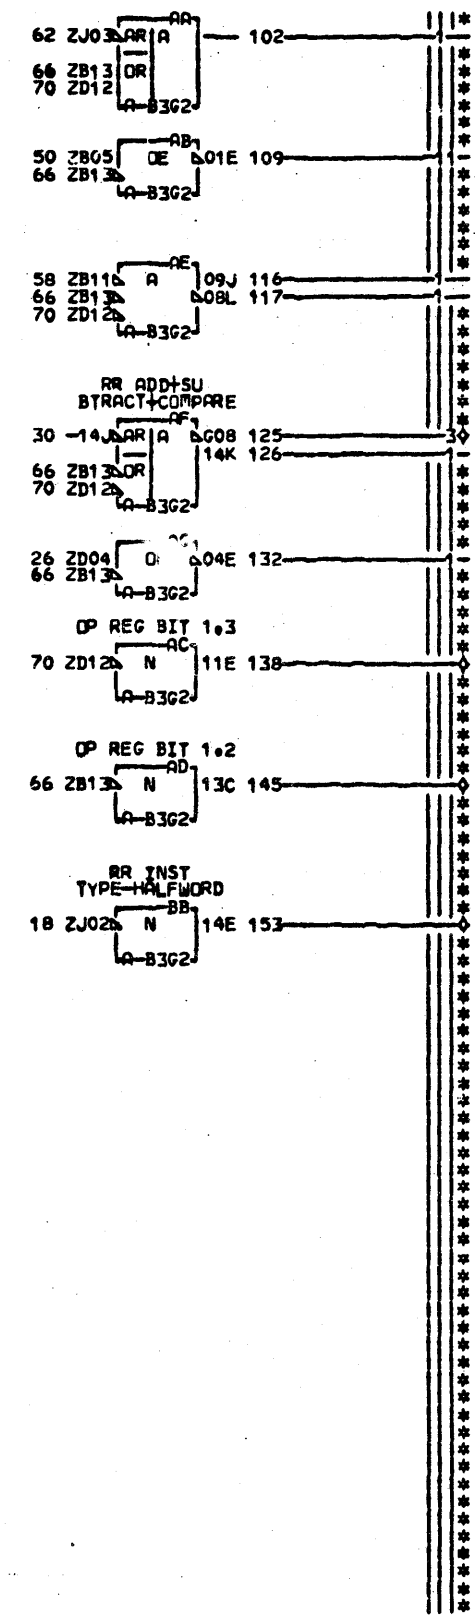 AA
62 ZJ03 AR A 102
66 ZB13 OR
70 ZD12
A-B3G2
AB
50 ZB05 OE 01E 109
66 ZB13
A-B3G2
AE
58 ZB11 A 09J 116
66 ZB13 08L 117
70 ZD12
A-B3G2
RR ADD+SU
BTRACT+COMPARE
AF
30 -14J AR A G08 125 3
14K 126
66 ZB13 OR
70 ZD12
A-B3G2
26 ZD04 04E 132
66 ZB13
A-B3G2
OP REG BIT 1.3
AC
70 ZD12 N 11E 138
A-B3G2
OP REG BIT 1.2
AD
66 ZB13 N 13C 145
A-B3G2
RR INST
TYPE-HALFWORD
BB
18 ZJ02 N 14E 153
A-B3G2